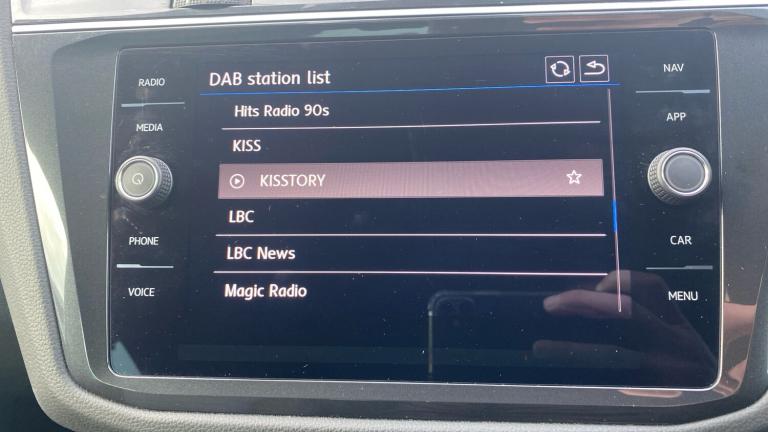 DAB station list
Hits Radio 90s
KISS
KISSTORY
LBC
LBC News
Magic Radio
RADIO
MEDIA
PHONE
VOICE
NAV
APP
CAR
MENU